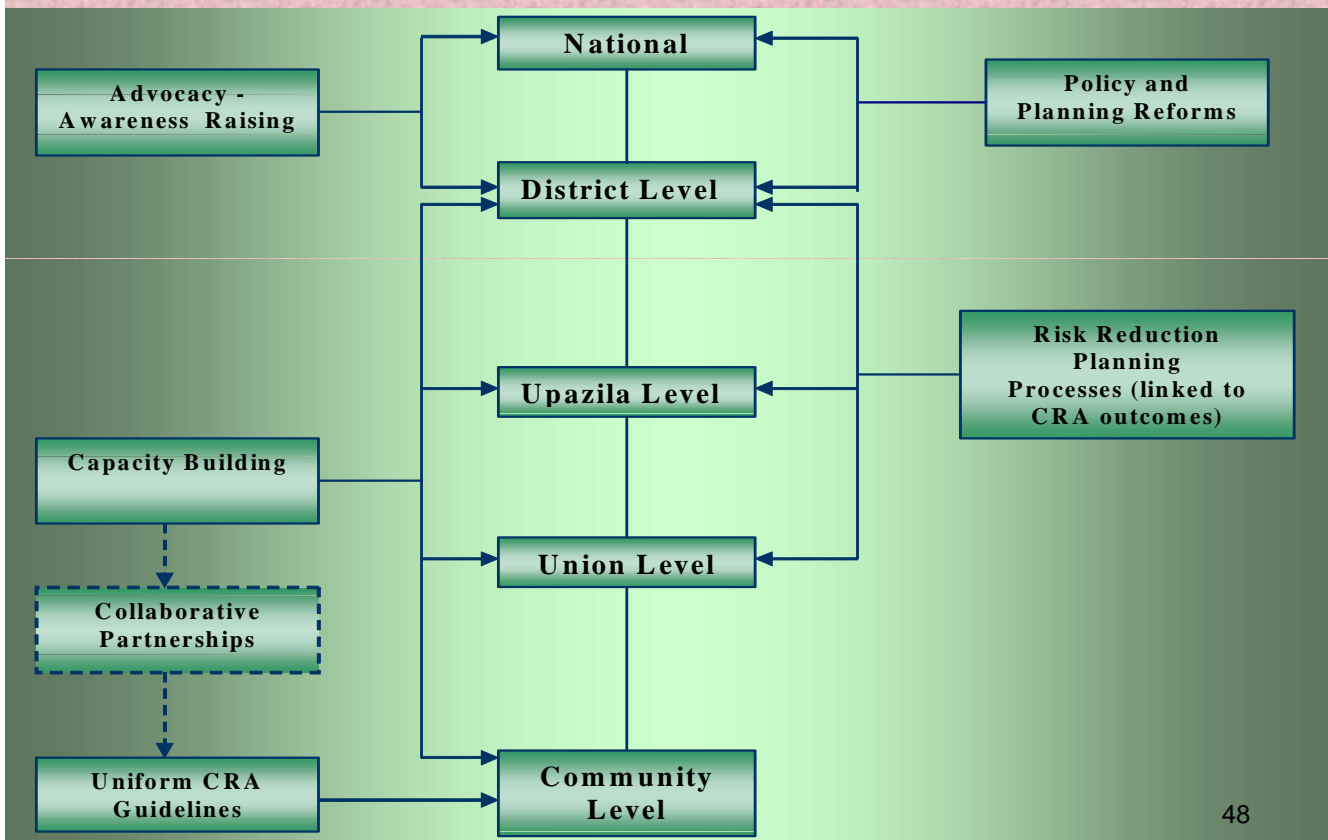 National
Advocacy -
Awareness Raising
Policy and
Planning Reforms
District Level
Risk Reduction
Planning
Processes (linked to
CRA outcomes)
Upazila Level
Capacity Building
Union Level
Collaborative
Partnerships
Uniform CRA
Guidelines
Community
Level
48